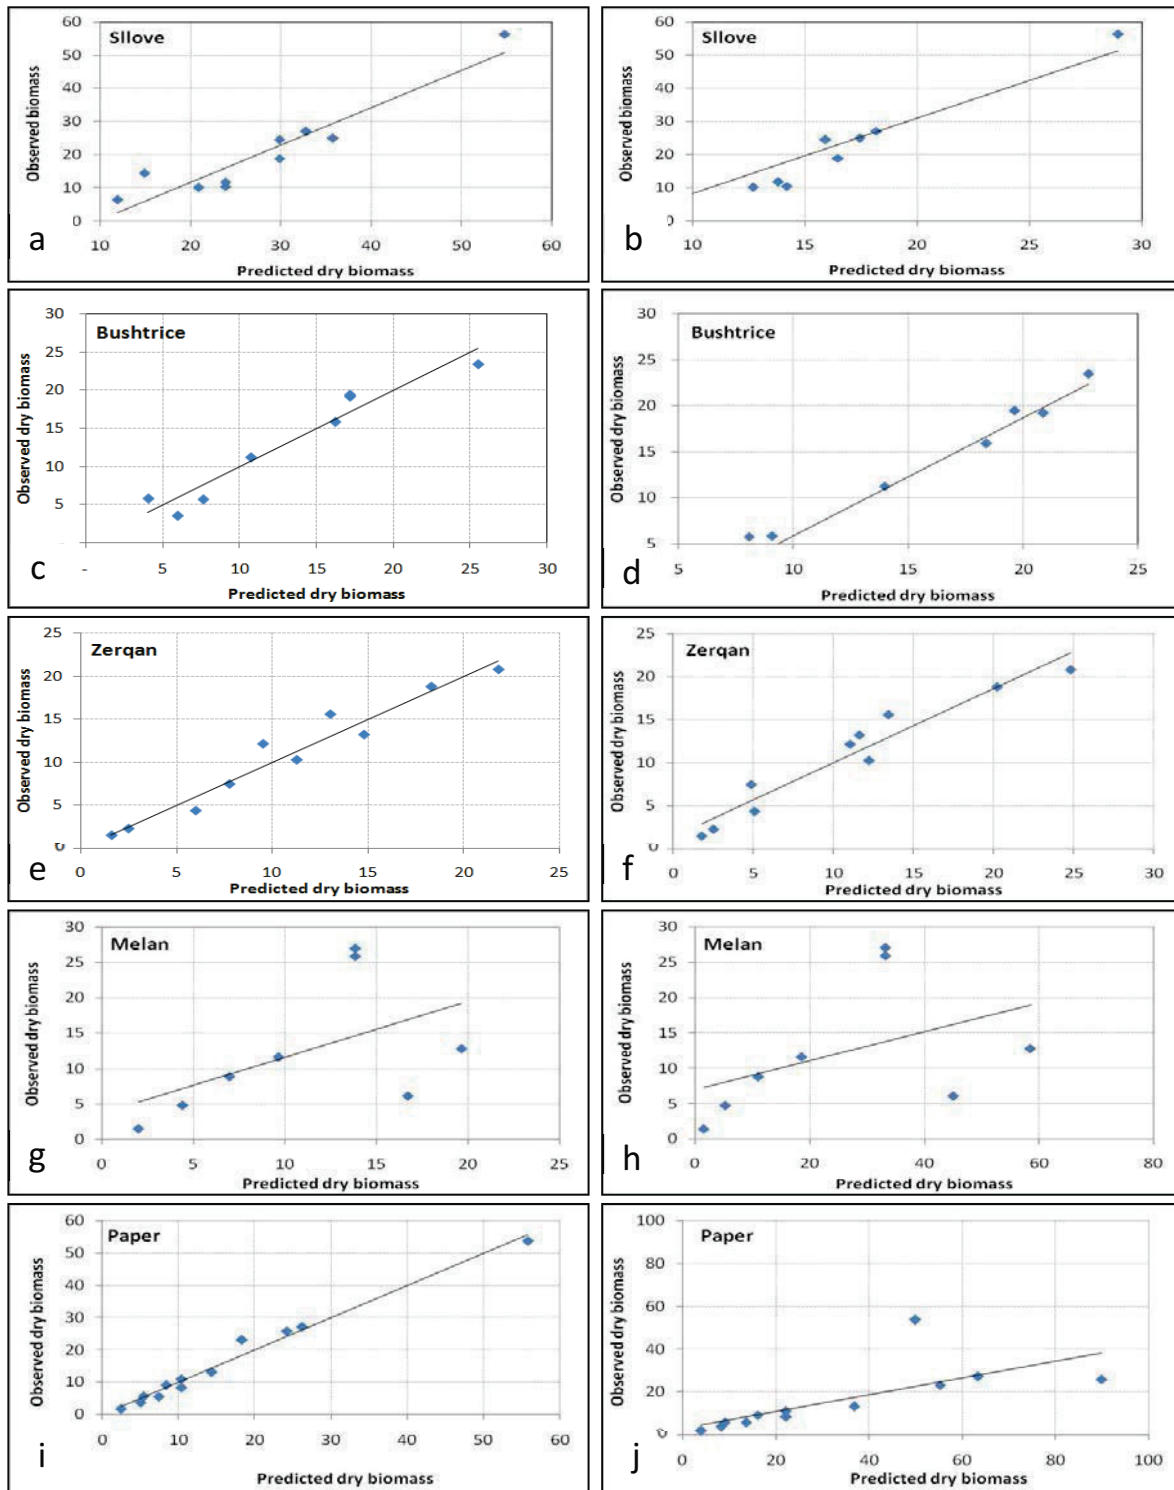 Sllove
Observed biomass
60
50
40
30
20
10
0
10 20 30 40 50 60
Predicted dry biomass
a
Sllove
Observed biomass
60
50
40
30
20
10
0
10 15 20 25 30
Predicted dry biomass
b
Bushtrice
Observed dry biomass
30
25
20
15
10
5
-
- 5 10 15 20 25 30
Predicted dry biomass
c
Bushtrice
Observed dry biomass
30
25
20
15
10
5
5 10 15 20 25
Predicted dry biomass
d
Zerqan
Observed dry biomass
25
20
15
10
5
0
0 5 10 15 20 25
Predicted dry biomass
e
Zerqan
Observed dry biomass
25
20
15
10
5
0
0 5 10 15 20 25 30
Predicted dry biomass
f
Melan
Observed dry biomass
30
25
20
15
10
5
0
0 5 10 15 20 25
Predicted dry biomass
g
Melan
Observed dry biomass
30
25
20
15
10
5
0
0 20 40 60 80
Predicted dry biomass
h
Paper
Observed dry biomass
60
50
40
30
20
10
0
0 10 20 30 40 50 60
Predicted dry biomass
i
Paper
Observed dry biomass
100
80
60
40
20
0
0 20 40 60 80 100
Predicted dry biomass
j